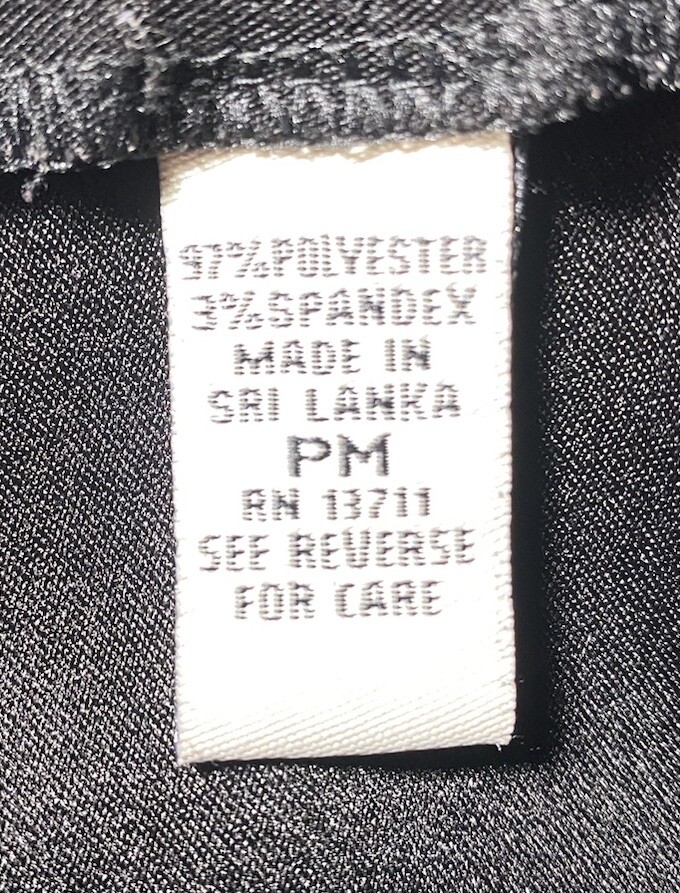 97%POLYESTER
3%SPANDEX
MADE IN
SRI LANKA
PM
RN 13711
SEE REVERSE
FOR CARE